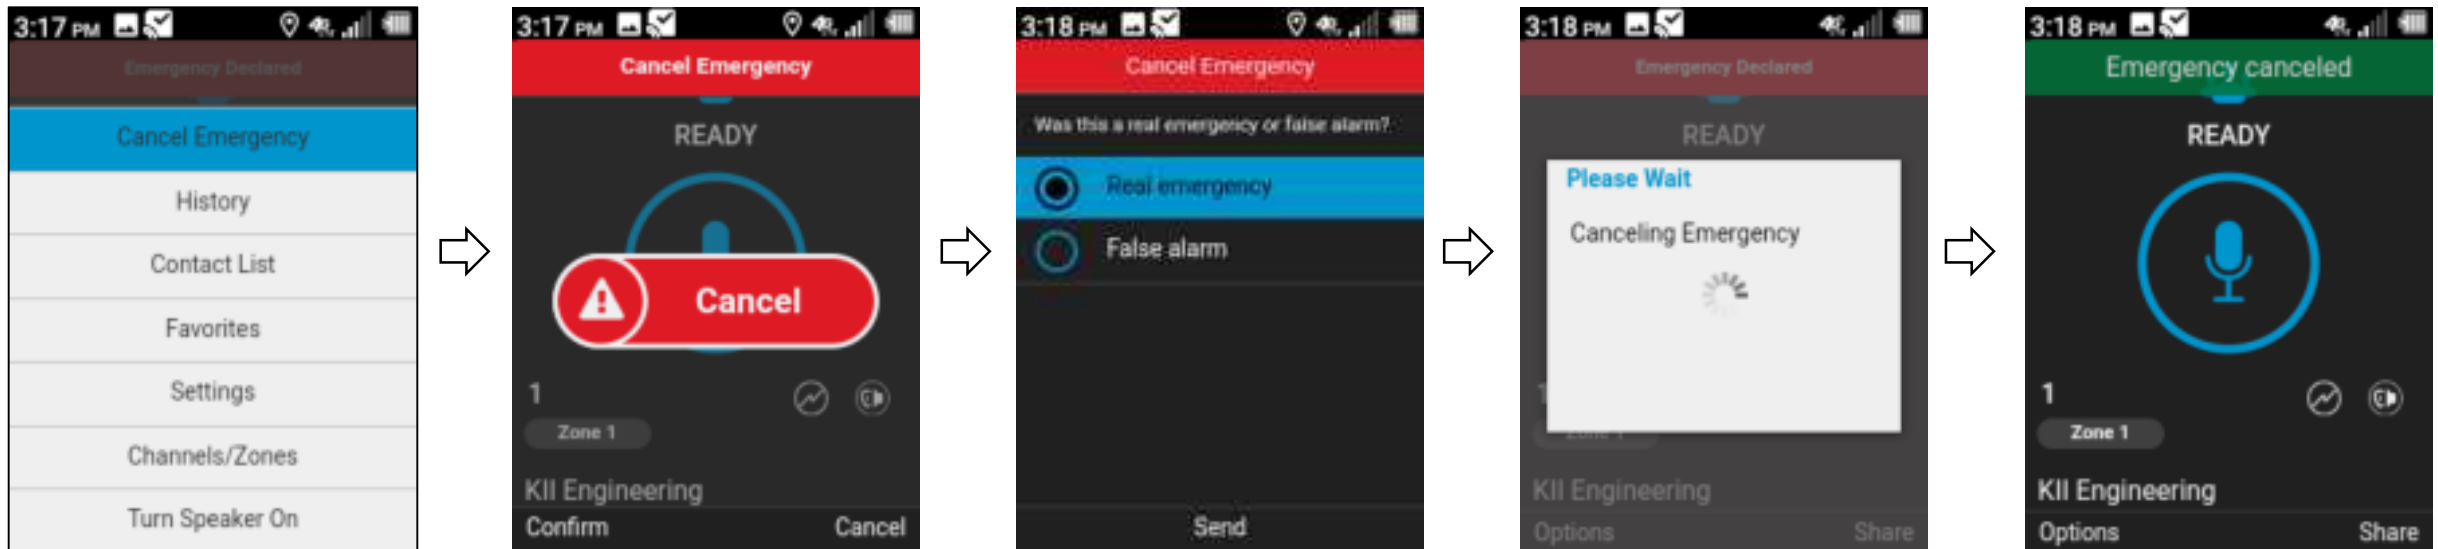 3:17 PM
Emergency Declared
Cancel Emergency
History
Contact List
Favorites
Settings
Channels/Zones
Turn Speaker On
3:17 PM
Cancel Emergency
READY
Cancel
1
Zone 1
KII Engineering
Confirm
Cancel
3:18 PM
Cancel Emergency
Was this a real emergency or false alarm?
Real emergency
False alarm
Send
3:18 PM
Emergency Declared
READY
Please Wait
Canceling Emergency
1
Zone 1
KII Engineering
Options
Share
3:18 PM
Emergency canceled
READY
1
Zone 1
KII Engineering
Options
Share